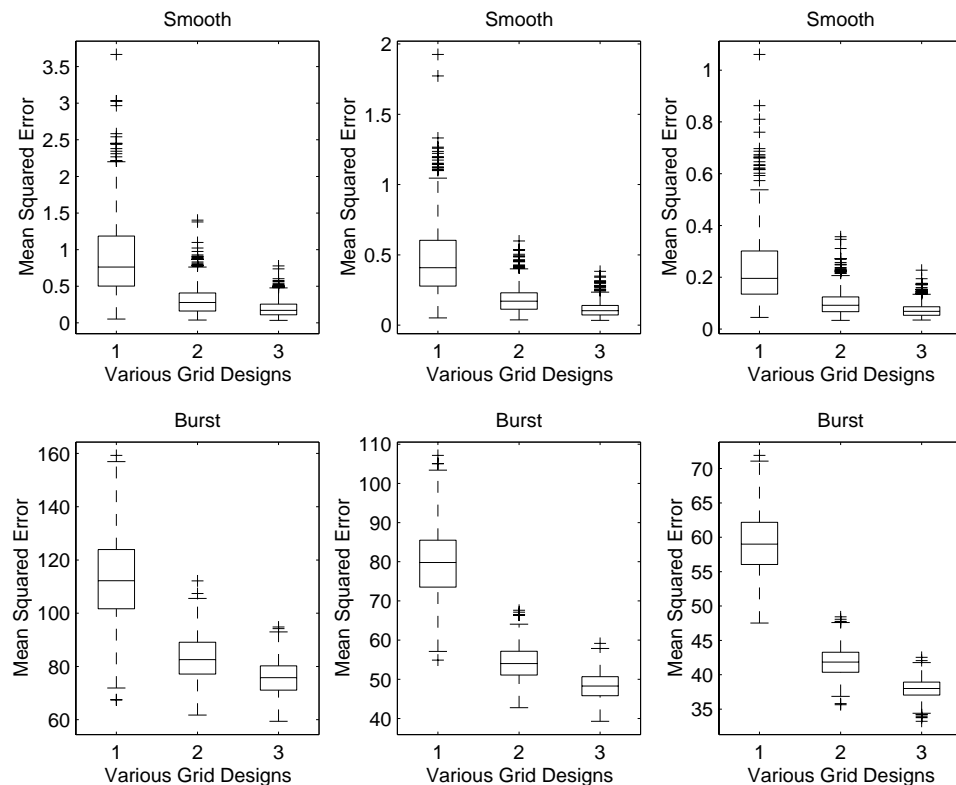 Smooth
Mean Squared Error
3.5
3
2.5
2
1.5
1
0.5
0
1 2 3
Various Grid Designs
Smooth
Mean Squared Error
2
1.5
1
0.5
0
1 2 3
Various Grid Designs
Smooth
Mean Squared Error
1
0.8
0.6
0.4
0.2
0
1 2 3
Various Grid Designs
Burst
Mean Squared Error
160
140
120
100
80
60
1 2 3
Various Grid Designs
Burst
Mean Squared Error
110
100
90
80
70
60
50
40
1 2 3
Various Grid Designs
Burst
Mean Squared Error
70
65
60
55
50
45
40
35
1 2 3
Various Grid Designs